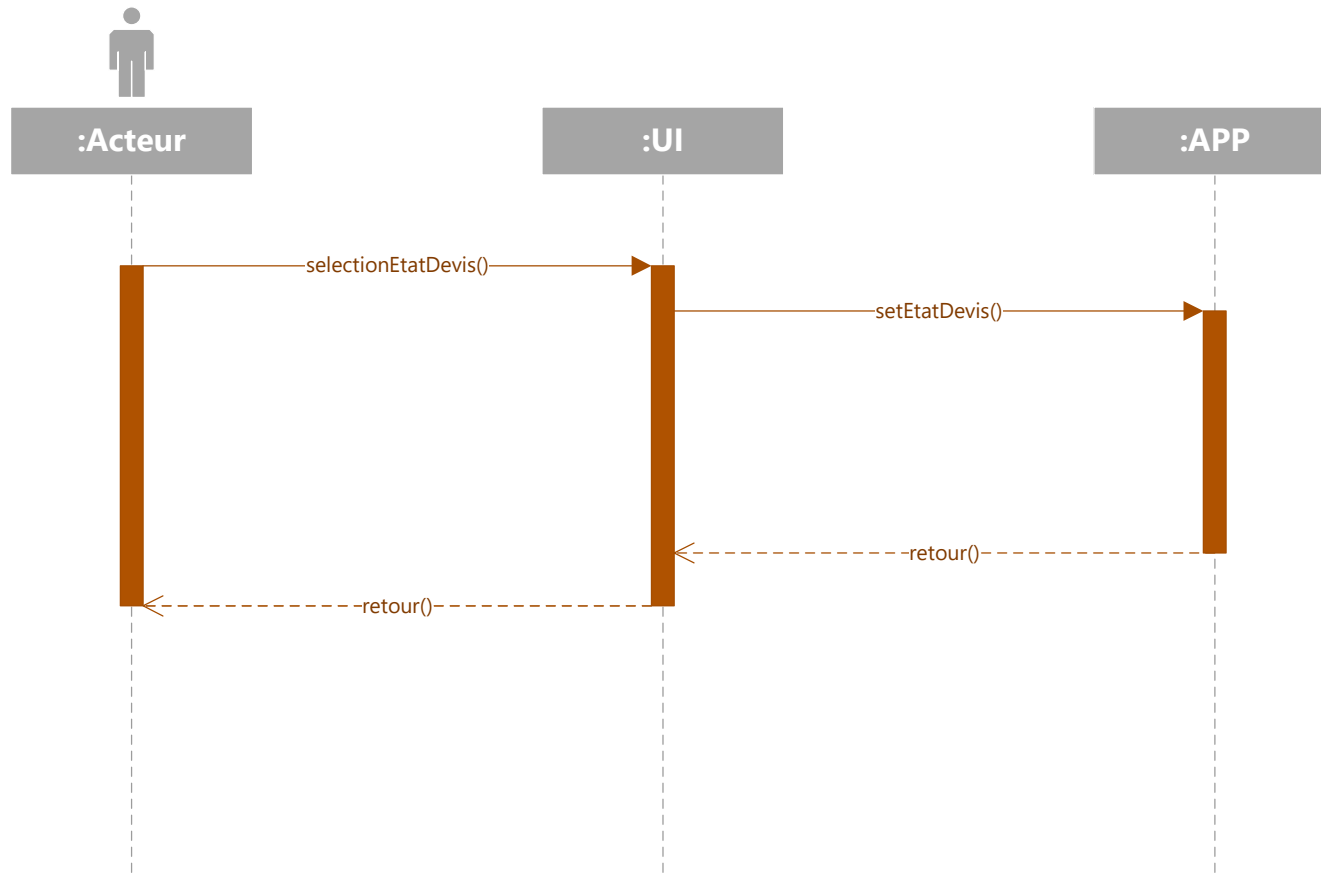 :Acteur
:UI
:APP
selectionEtatDevis()
setEtatDevis()
retour()
retour()